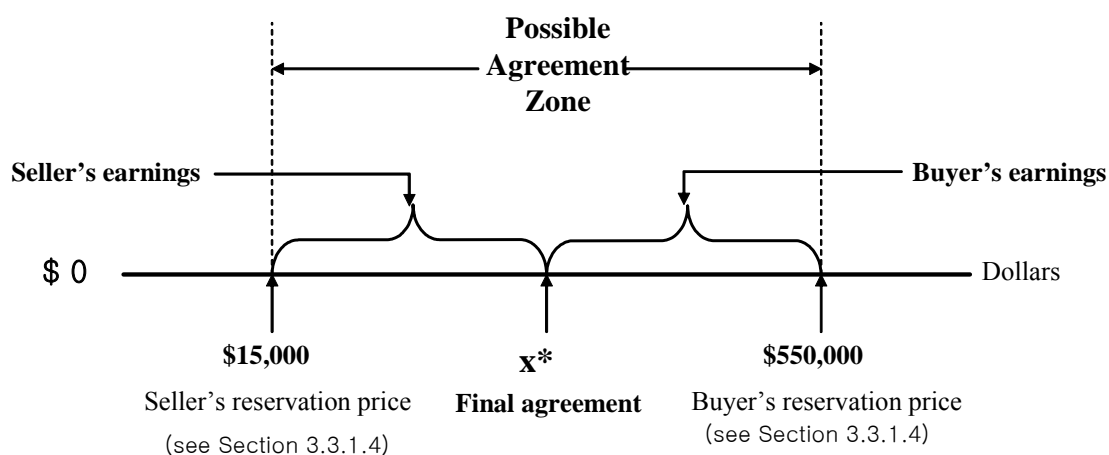 Possible
Agreement
Zone
Seller’s earnings
Buyer’s earnings
$ 0
Dollars
$15,000
x*
$550,000
Seller’s reservation price
Final agreement
Buyer’s reservation price
(see Section 3.3.1.4)
(see Section 3.3.1.4)